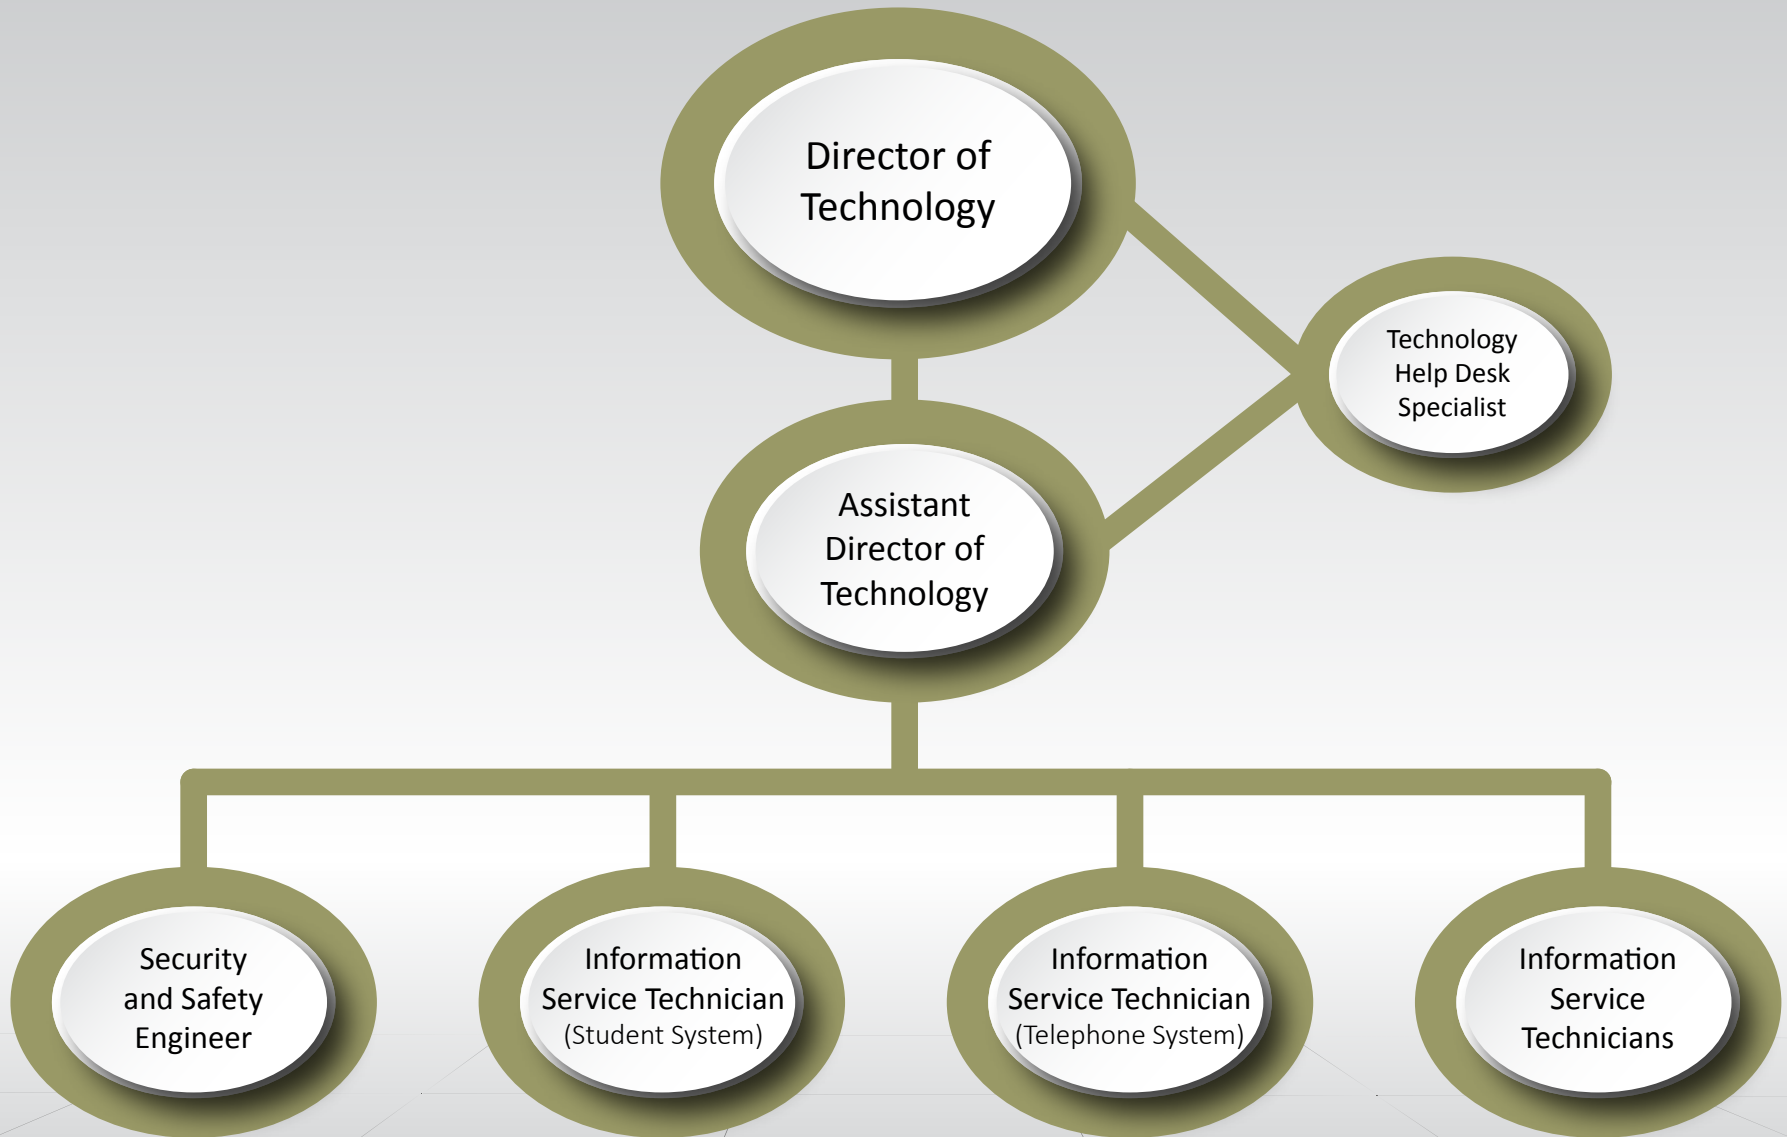 Director of
Technology
Technology
Help Desk
Specialist
Assistant
Director of
Technology
Security
and Safety
Engineer
Information
Service Technician
(Student System)
Information
Service Technician
(Telephone System)
Information
Service
Technicians